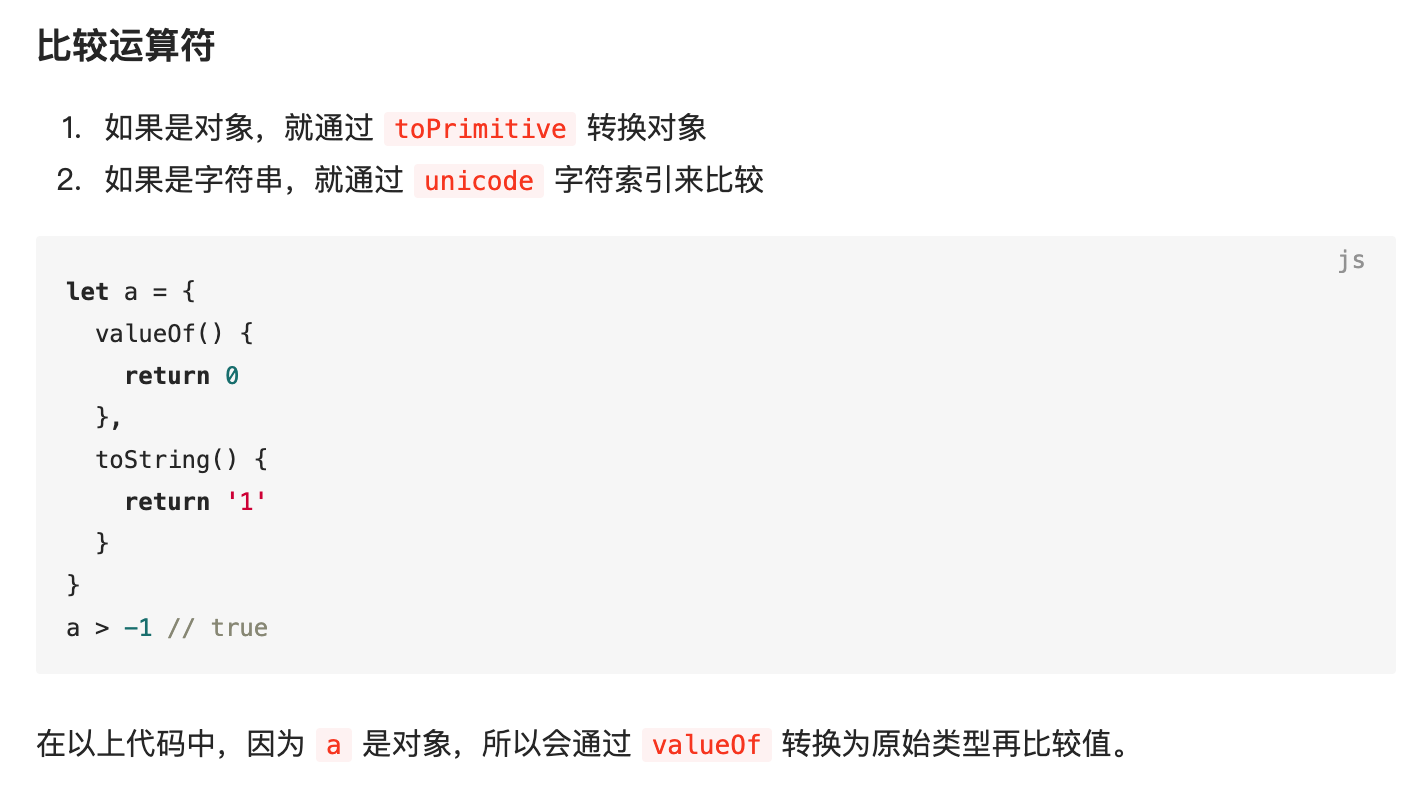 比较运算符
1. 如果是对象，就通过 toPrimitive 转换对象
2. 如果是字符串，就通过 unicode 字符索引来比较
js
let a = {
  valueOf() {
    return 0
  },
  toString() {
    return '1'
  }
}
a > -1 // true
在以上代码中，因为 a 是对象，所以会通过 valueOf 转换为原始类型再比较值。